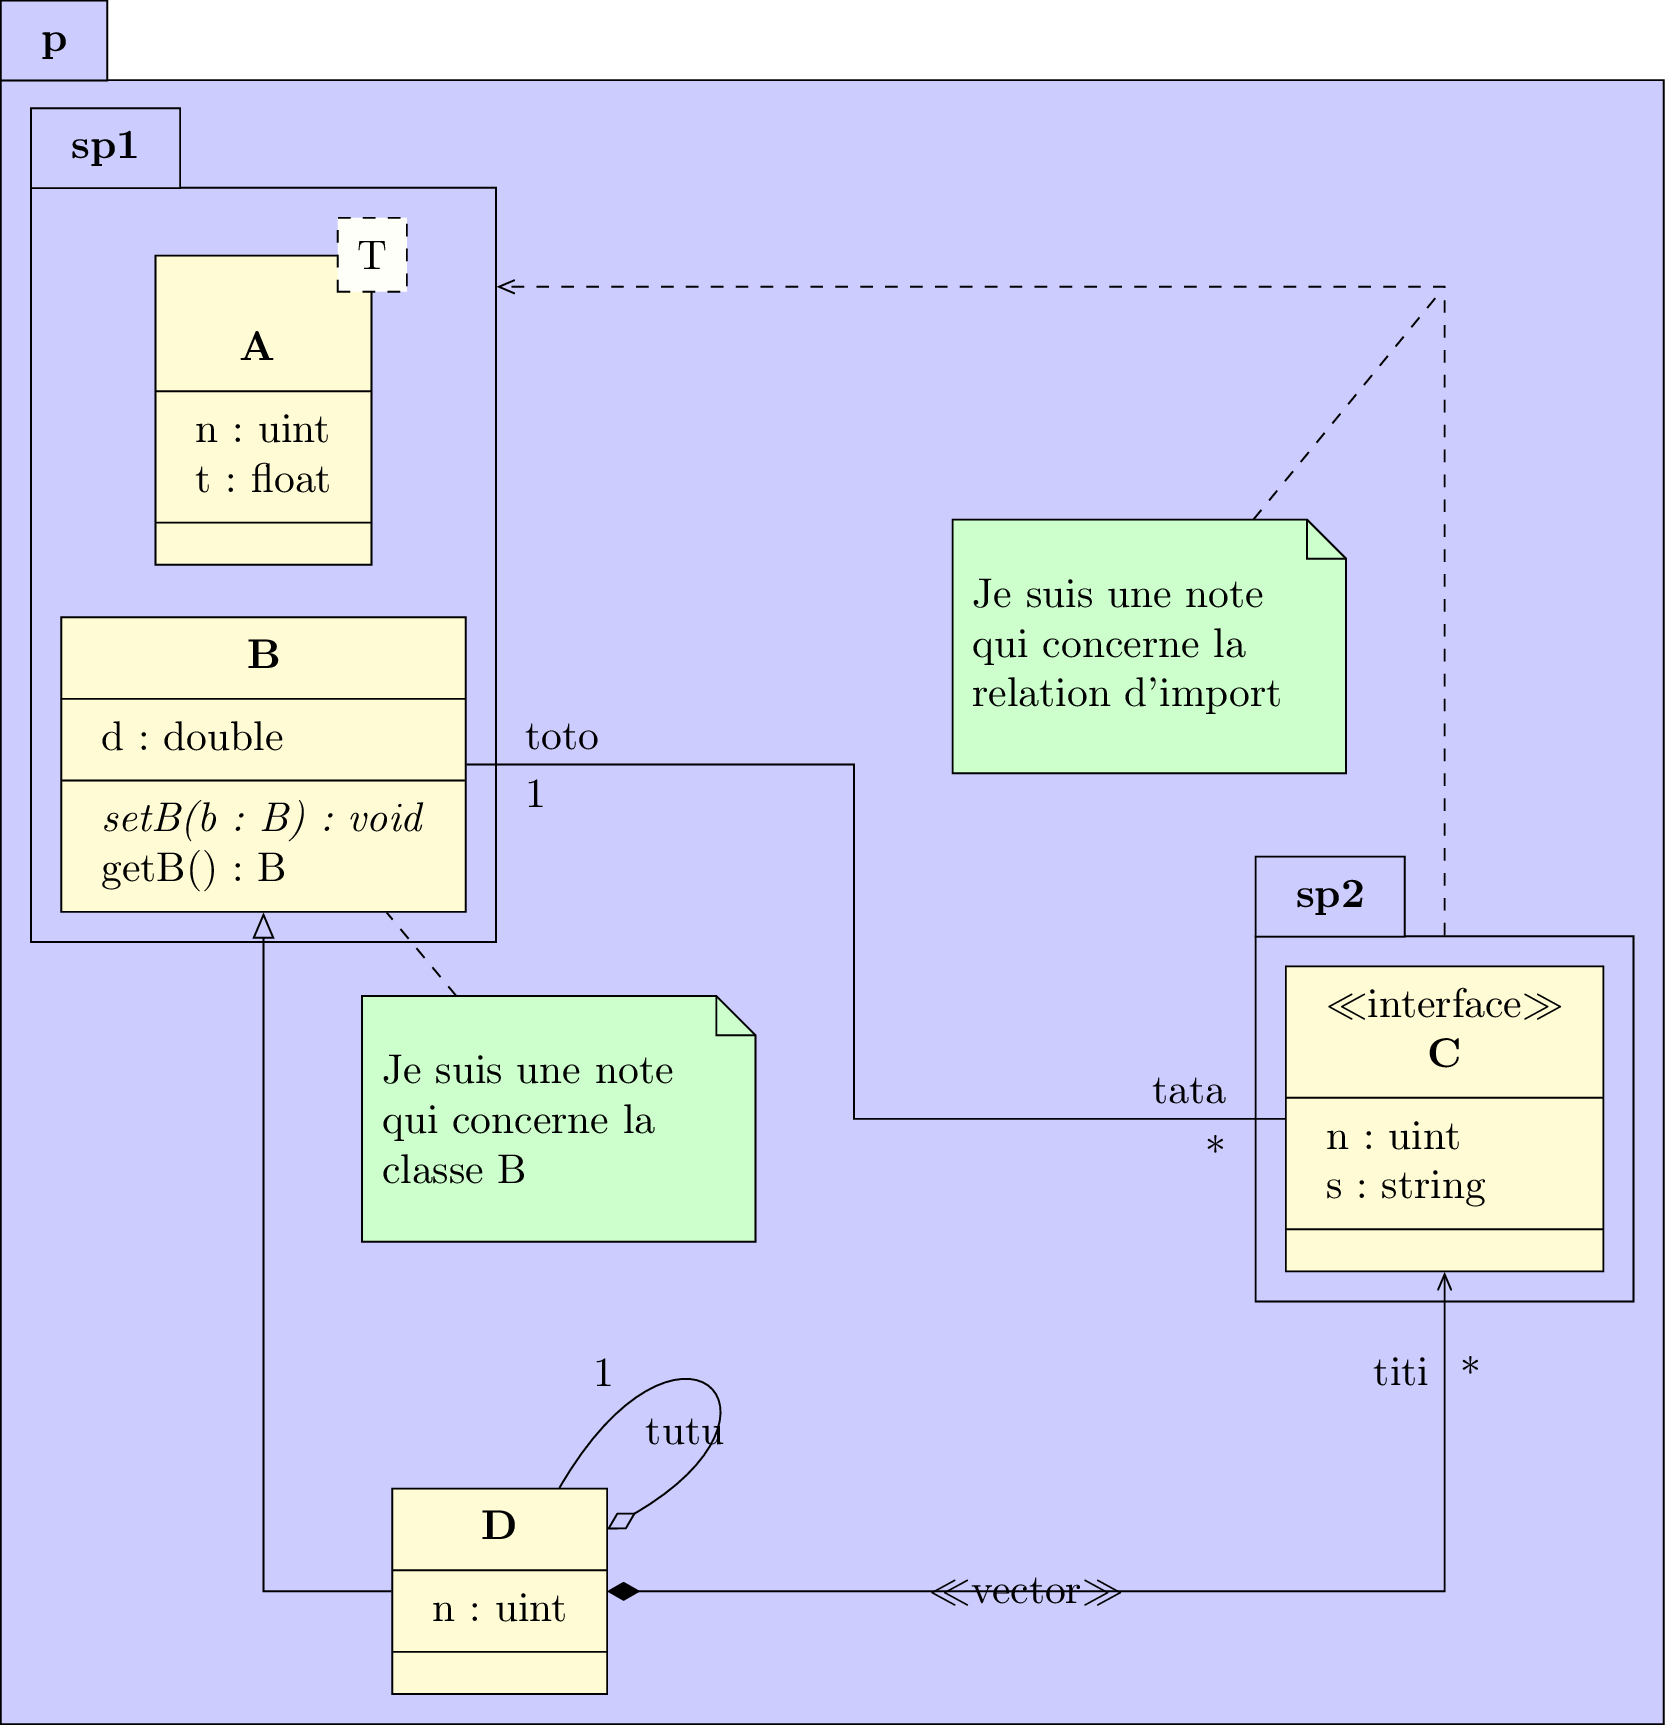 p
sp1
T
A
n : uint
t : float
B
d : double
setB(b : B) : void
getB() : B
toto
1
Je suis une note
qui concerne la
relation d'import
sp2
≪interface≫
C
n : uint
s : string
tata
*
Je suis une note
qui concerne la
classe B
titi
*
1
tutu
D
n : uint
≪vector≫